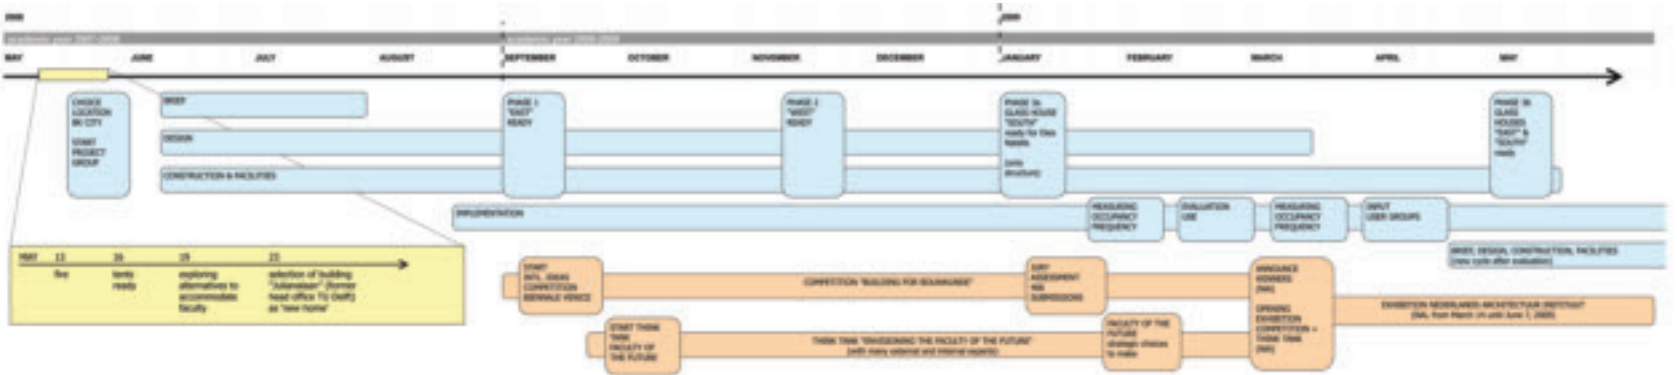 2008
2009
academic year 2007-2008
academic year 2008-2009
MAY
JUNE
JULY
AUGUST
SEPTEMBER
OCTOBER
NOVEMBER
DECEMBER
JANUARY
FEBRUARY
MARCH
APRIL
MAY
CHOICE
LOCATION
BK CITY
START
PROJECT
GROUP
BRIEF
DESIGN
CONSTRUCTION & FACILITIES
IMPLEMENTATION
PHASE 1
"EAST"
READY
PHASE 2
"WEST"
READY
PHASE 3a
GLASS HOUSE
"SOUTH"
ready for
structure)
PHASE 3b
GLASS
HOUSES
"EAST" &
"SOUTH"
ready
MEASURING
OCCUPANCY
FREQUENCY
EVALUATION
USE
MEASURING
OCCUPANCY
FREQUENCY
INPUT
USER GROUPS
BRIEF, DESIGN, CONSTRUCTION, FACILITIES
(new cycle after evaluation)
MAY
13
fire
16
tents
ready
19
exploring
alternatives to
accommodate
faculty
23
selection of building
"Julianalaan" (former
head office TU Delft)
as 'new home'
START
INTL. IDEAS
COMPETITION
BIENNALE VENICE
COMPETITION "BUILDING FOR BOUWKUNDE"
JURY
ASSESSMENT
SUBMISSIONS
ANNOUNCE
WINNERS
(NAi)
OPENING
EXHIBITION
COMPETITION +
THINK TANK
(NAi)
EXHIBITION NEDERLANDS ARCHITECTUUR INSTITUUT
(NAi, from March 14 until June 7, 2009)
START THINK
TANK
FACULTY OF
THE FUTURE
THINK TANK "ENVISIONING THE FACULTY OF THE FUTURE"
(with many external and internal experts)
FACULTY OF THE
FUTURE
strategic choices
to make